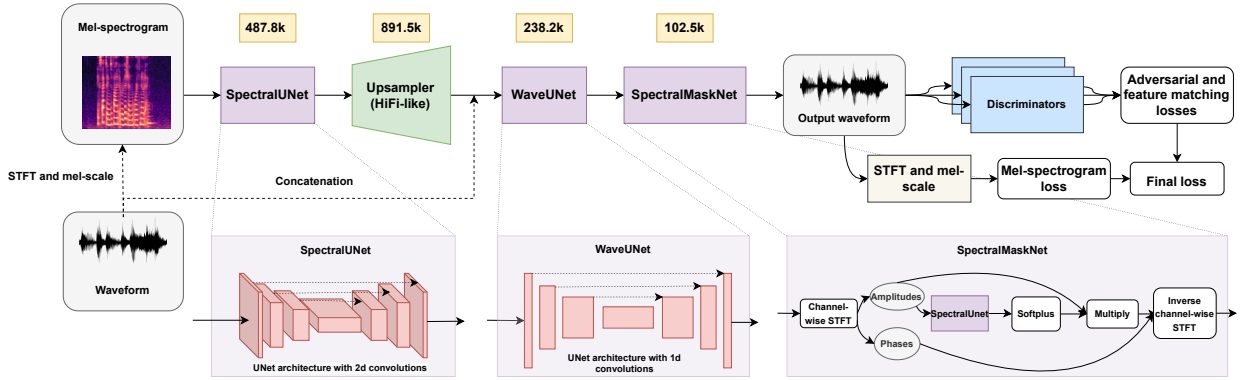 Mel-spectrogram
487.8k
891.5k
238.2k
102.5k
SpectralUNet
Upsampler
(HiFi-like)
WaveUNet
SpectralMaskNet
Output waveform
Discriminators
Adversarial and
feature matching
losses
STFT and mel-scale
Concatenation
STFT and mel-
scale
Mel-spectrogram
loss
Final loss
Waveform
SpectralUNet
UNet architecture with 2d convolutions
WaveUNet
UNet architecture with 1d
convolutions
SpectralMaskNet
Channel-
wise STFT
Amplitudes
Phases
SpectralUnet
Softplus
Multiply
Inverse
channel-wise
STFT